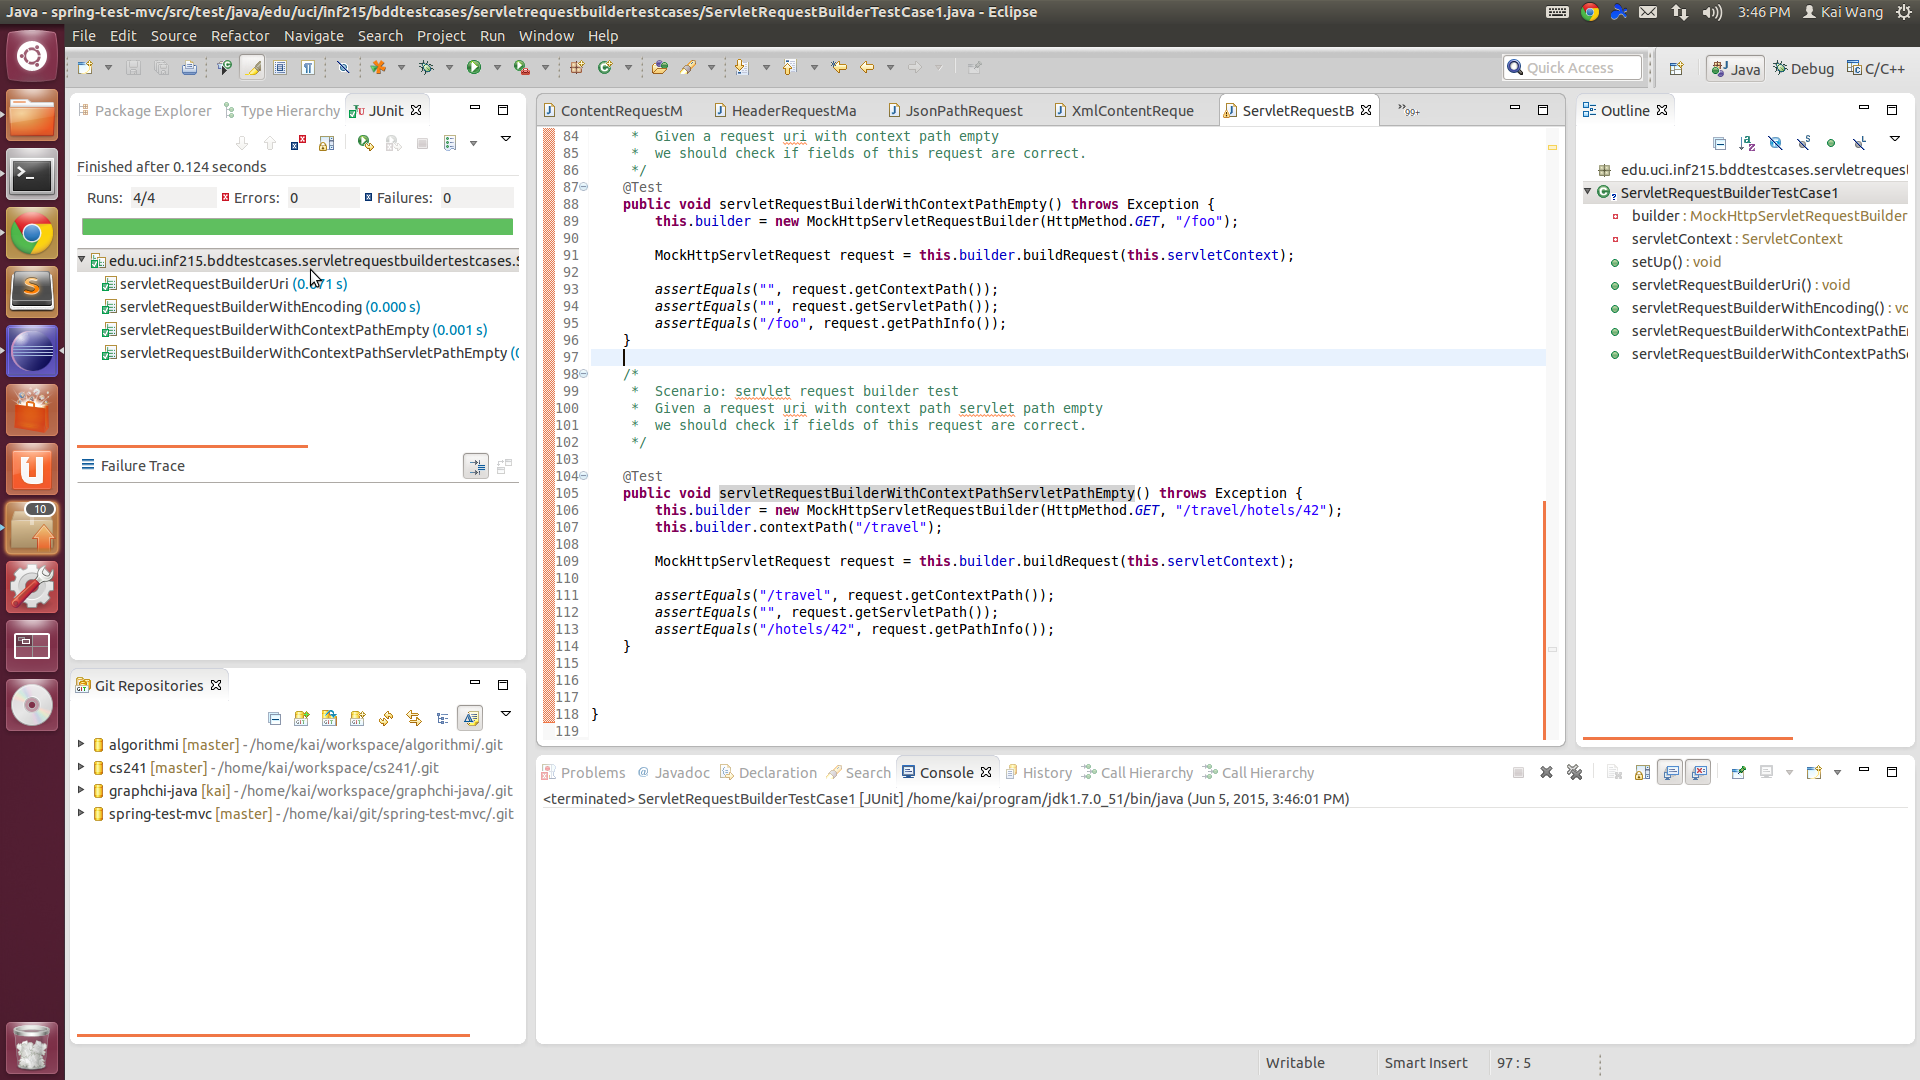 Java - spring-test-mvc/src/test/java/edu/uci/inf215/bddtestcases/servletrequestbuildertestcases/ServletRequestBuilderTestCase1.java - Eclipse
3:46 PM Kai Wang
File Edit Source Refactor Navigate Search Project Run Window Help
Quick Access
Java Debug C/C++
Package Explorer Type Hierarchy JUnit
Finished after 0.124 seconds
Runs: 4/4 Errors: 0 Failures: 0
edu.uci.inf215.bddtestcases.servletrequestbuildertestcases.S
servletRequestBuilderUri (0. 71 s)
servletRequestBuilderWithEncoding (0.000 s)
servletRequestBuilderWithContextPathEmpty (0.001 s)
servletRequestBuilderWithContextPathServletPathEmpty (0
10
Failure Trace
Git Repositories
algorithmi [master] - /home/kai/workspace/algorithmi/.git
cs241 [master] - /home/kai/workspace/cs241/.git
graphchi-java [kai] - /home/kai/workspace/graphchi-java/.git
spring-test-mvc [master] - /home/kai/git/spring-test-mvc/.git
ContentRequestM HeaderRequestMa JsonPathRequest XmlContentReque ServletRequestB »99+
84 * Given a request uri with context path empty
85 * we should check if fields of this request are correct.
86 */
87 @Test
88 public void servletRequestBuilderWithContextPathEmpty() throws Exception {
89 this.builder = new MockHttpServletRequestBuilder(HttpMethod.GET, "/foo");
90
91 MockHttpServletRequest request = this.builder.buildRequest(this.servletContext);
92
93 assertEquals("", request.getContextPath());
94 assertEquals("", request.getServletPath());
95 assertEquals("/foo", request.getPathInfo());
96 }
97
98 /*
99 * Scenario: servlet request builder test
100 * Given a request uri with context path servlet path empty
101 * we should check if fields of this request are correct.
102 */
103
104 @Test
105 public void servletRequestBuilderWithContextPathServletPathEmpty() throws Exception {
106 this.builder = new MockHttpServletRequestBuilder(HttpMethod.GET, "/travel/hotels/42");
107 this.builder.contextPath("/travel");
108
109 MockHttpServletRequest request = this.builder.buildRequest(this.servletContext);
110
111 assertEquals("/travel", request.getContextPath());
112 assertEquals("", request.getServletPath());
113 assertEquals("/hotels/42", request.getPathInfo());
114 }
115
116
117
118 }
119
Outline
edu.uci.inf215.bddtestcases.servletrequest
ServletRequestBuilderTestCase1
builder : MockHttpServletRequestBuilder
servletContext : ServletContext
setUp() : void
servletRequestBuilderUri() : void
servletRequestBuilderWithEncoding() : vo
servletRequestBuilderWithContextPathE
servletRequestBuilderWithContextPathS
Problems @ Javadoc Declaration Search Console History Call Hierarchy Call Hierarchy
<terminated> ServletRequestBuilderTestCase1 [JUnit] /home/kai/program/jdk1.7.0_51/bin/java (Jun 5, 2015, 3:46:01 PM)
Writable Smart Insert 97 : 5